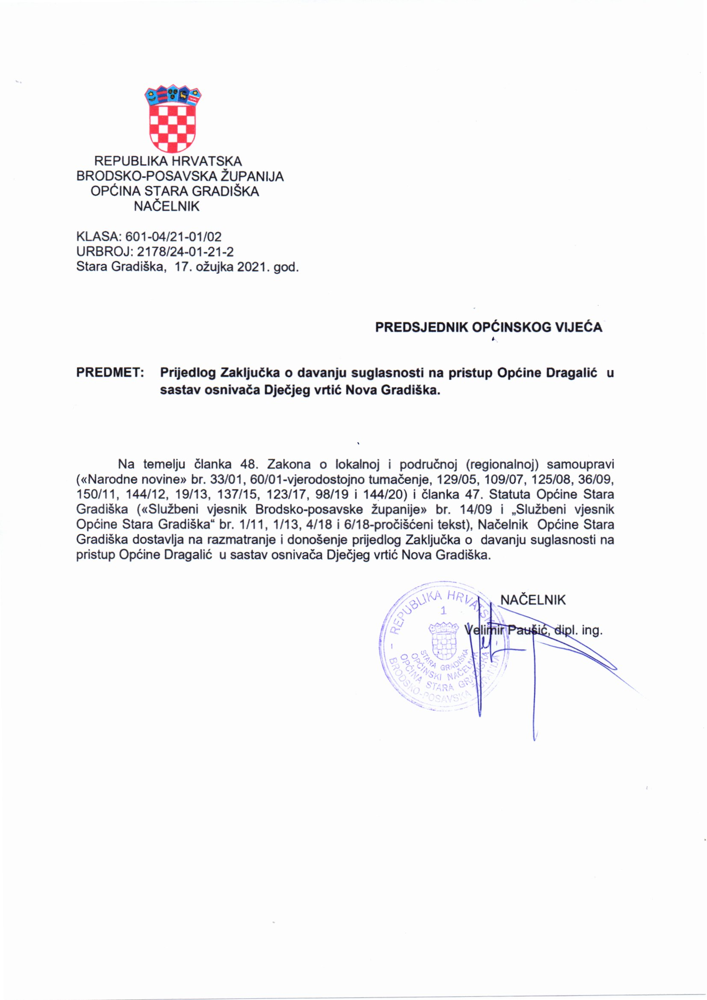 REPUBLIKA HRVATSKA
BRODSKO-POSAVSKA ŽUPANIJA
OPĆINA STARA GRADIŠKA
NAČELNIK
KLASA: 601-04/21-01/02
URBROJ: 2178/24-01-21-2
Stara Gradiška, 17. ožujka 2021. god.
PREDSJEDNIK OPĆINSKOG VIJEĆA
PREDMET: Prijedlog Zaključka o davanju suglasnosti na pristup Općine Dragalić u
sastav osnivača Dječjeg vrtić Nova Gradiška.
Na temelju članka 48. Zakona o lokalnoj i područnoj (regionalnoj) samoupravi
(«Narodne novine» br. 33/01, 60/01-vjerodostojno tumačenje, 129/05, 109/07, 125/08, 36/09,
150/11, 144/12, 19/13, 137/15, 123/17, 98/19 i 144/20) i članka 47. Statuta Općine Stara
Gradiška («Službeni vjesnik Brodsko-posavske županije» br. 14/09 i „Službeni vjesnik
Općine Stara Gradiška“ br. 1/11, 1/13, 4/18 i 6/18-pročišćeni tekst), Načelnik Općine Stara
Gradiška dostavlja na razmatranje i donošenje prijedlog Zaključka o davanju suglasnosti na
pristup Općine Dragalić u sastav osnivača Dječjeg vrtić Nova Gradiška.
NAČELNIK
Velimir Paušić, dipl. ing.
REPUBLIKA HRVATSKA
1
STARA GRADIŠKA
OPĆINSKI NAČELNIK
OPĆINA STARA GRADIŠKA
BRODSKO-POSAVSKA ŽUPANIJA